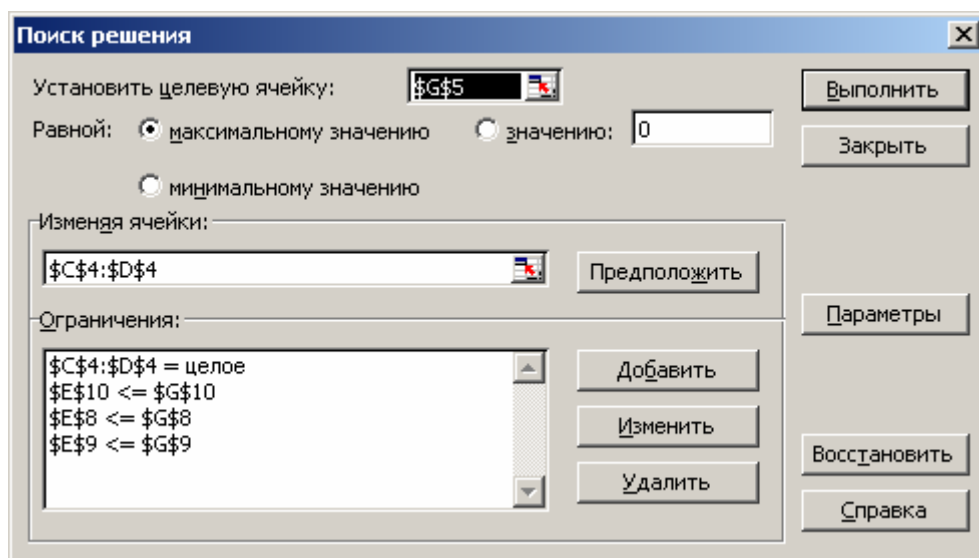 Поиск решения
Установить целевую ячейку: $G$5
Выполнить
Равной: максимальному значению значению: 0
Закрыть
минимальному значению
Изменяя ячейки:
$C$4:$D$4
Предположить
Параметры
Ограничения:
$C$4:$D$4 = целое
$E$10 <= $G$10
$E$8 <= $G$8
$E$9 <= $G$9
Добавить
Изменить
Удалить
Восстановить
Справка